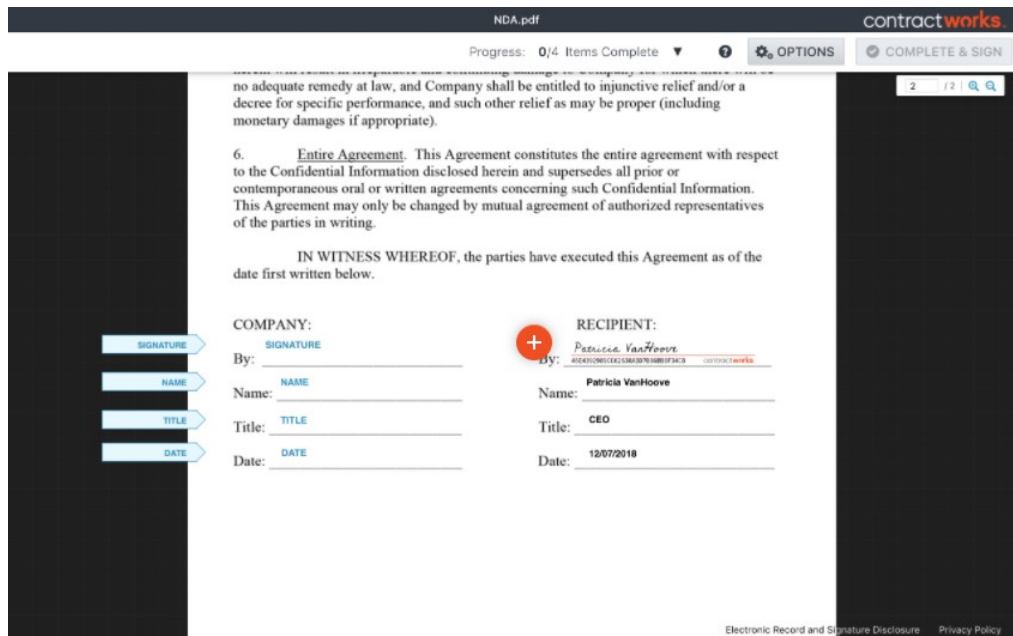 NDA.pdf
contractworks.
Progress: 0/4 Items Complete ▼
OPTIONS
COMPLETE & SIGN
2 / 2
no adequate remedy at law, and Company shall be entitled to injunctive relief and/or a
decree for specific performance, and such other relief as may be proper (including
monetary damages if appropriate).
6. Entire Agreement. This Agreement constitutes the entire agreement with respect
to the Confidential Information disclosed herein and supersedes all prior or
contemporaneous oral or written agreements concerning such Confidential Information.
This Agreement may only be changed by mutual agreement of authorized representatives
of the parties in writing.
IN WITNESS WHEREOF, the parties have executed this Agreement as of the
date first written below.
COMPANY:
SIGNATURE
By: SIGNATURE
NAME
Name: NAME
TITLE
Title: TITLE
DATE
Date: DATE
RECIPIENT:
By: Patricia VanHoove
contractworks
Name: Patricia VanHoove
Title: CEO
Date: 12/07/2018
Electronic Record and Signature Disclosure
Privacy Policy